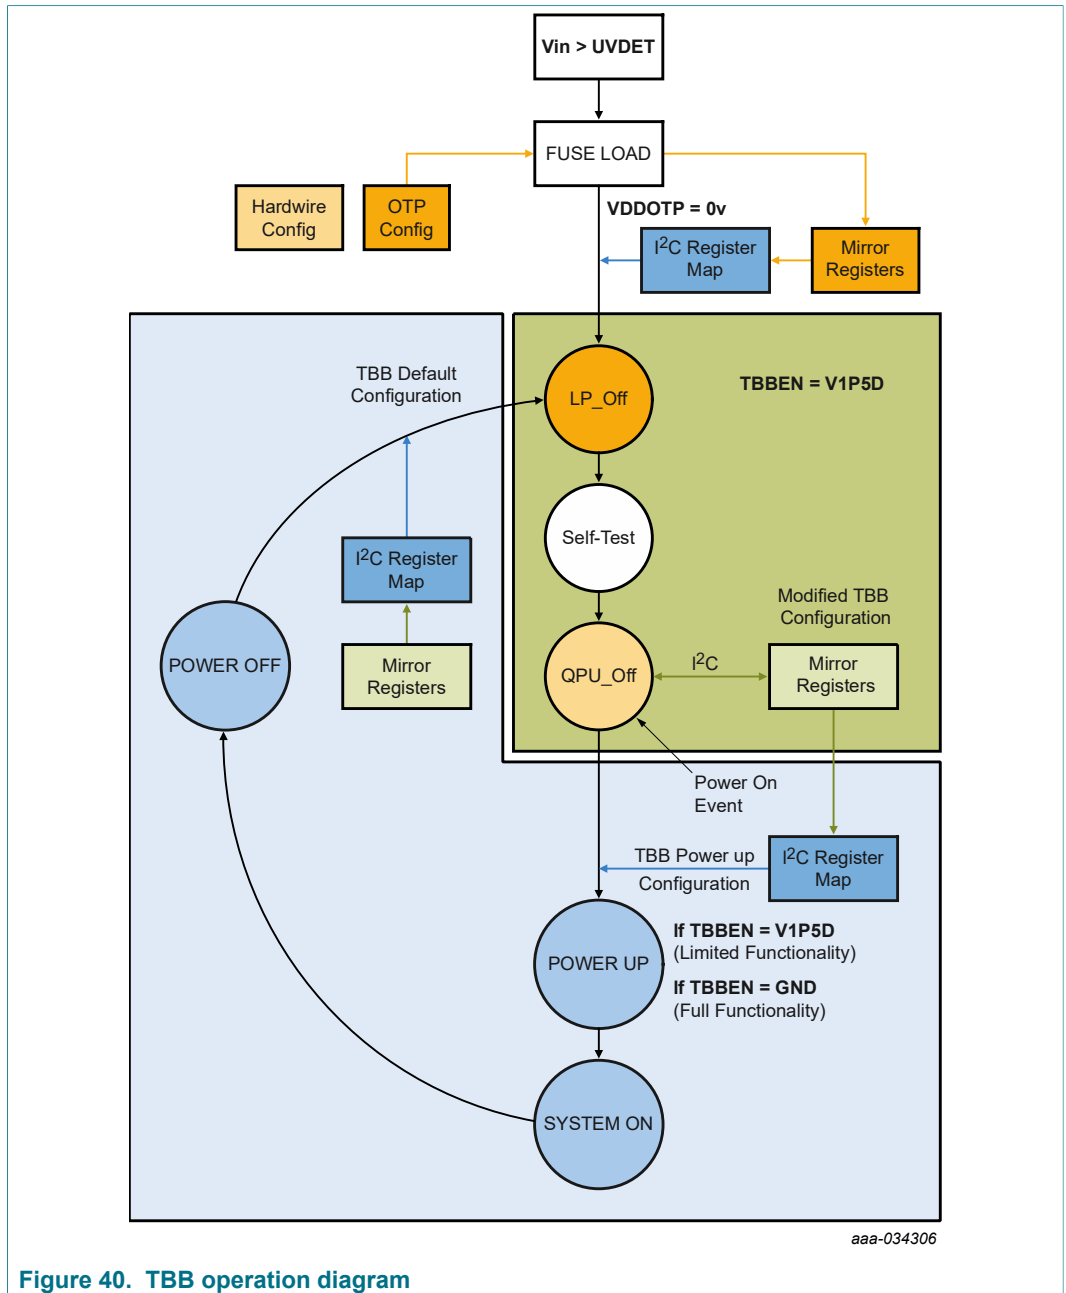 Vin > UVDET
FUSE LOAD
Hardwire
Config
OTP
Config
VDDOTP = 0v
I2C Register
Map
Mirror
Registers
TBB Default
Configuration
LP_Off
TBBEN = V1P5D
Self-Test
I2C Register
Map
Modified TBB
Configuration
POWER OFF
Mirror
Registers
QPU_Off
I2C
Mirror
Registers
Power On
Event
TBB Power up
Configuration
I2C Register
Map
POWER UP
If TBBEN = V1P5D
(Limited Functionality)
If TBBEN = GND
(Full Functionality)
SYSTEM ON
aaa-034306
Figure 40. TBB operation diagram